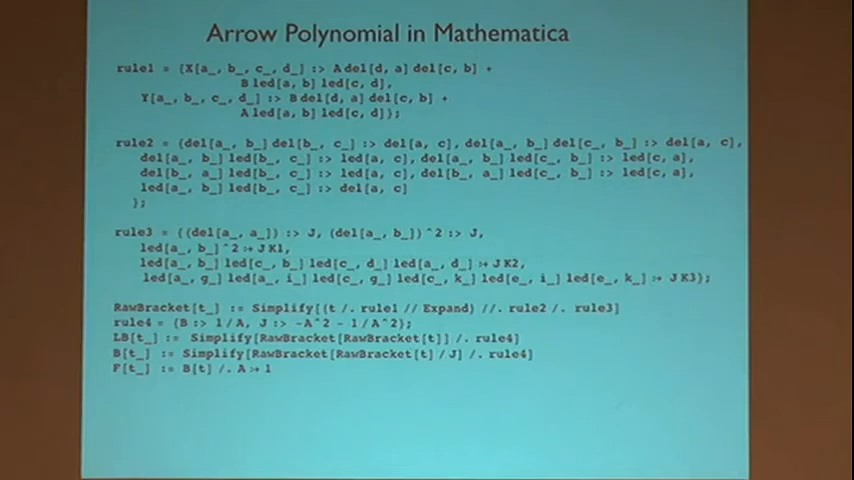 Arrow Polynomial in Mathematica
rule1 = {X[a_, b_, c_, d_] :> A del[d, a] del[c, b] +
B led[a, b] led[c, d],
Y[a_, b_, c_, d_] :> B del[d, a] del[c, b] +
A led[a, b] led[c, d]};
rule2 = {del[a_, b_] del[b_, c_] :> del[a, c], del[a_, b_] del[c_, b_] :> del[a, c],
del[a_, b_] led[b_, c_] :> led[a, c], del[a_, b_] led[c_, b_] :> led[c, a],
del[b_, a_] led[b_, c_] :> led[a, c], del[b_, a_] led[c_, b_] :> led[c, a],
led[a_, b_] led[b_, c_] :> del[a, c]
};
rule3 = {(del[a_, a_]) :> J, (del[a_, b_])^2 :> J,
led[a_, b_]^2 :> J K1,
led[a_, b_] led[c_, b_] led[c_, d_] led[a_, d_] :> J K2,
led[a_, g_] led[a_, i_] led[c_, g_] led[c_, k_] led[e_, i_] led[e_, k_] :> J K3};
RawBracket[t_] := Simplify[(t /. rule1 // Expand) //. rule2 /. rule3]
rule4 = {B :> 1/A, J :> -A^2 - 1/A^2};
LB[t_] := Simplify[RawBracket[RawBracket[t]] /. rule4]
B[t_] := Simplify[RawBracket[RawBracket[t]/J] /. rule4]
F[t_] := B[t] /. A :> 1